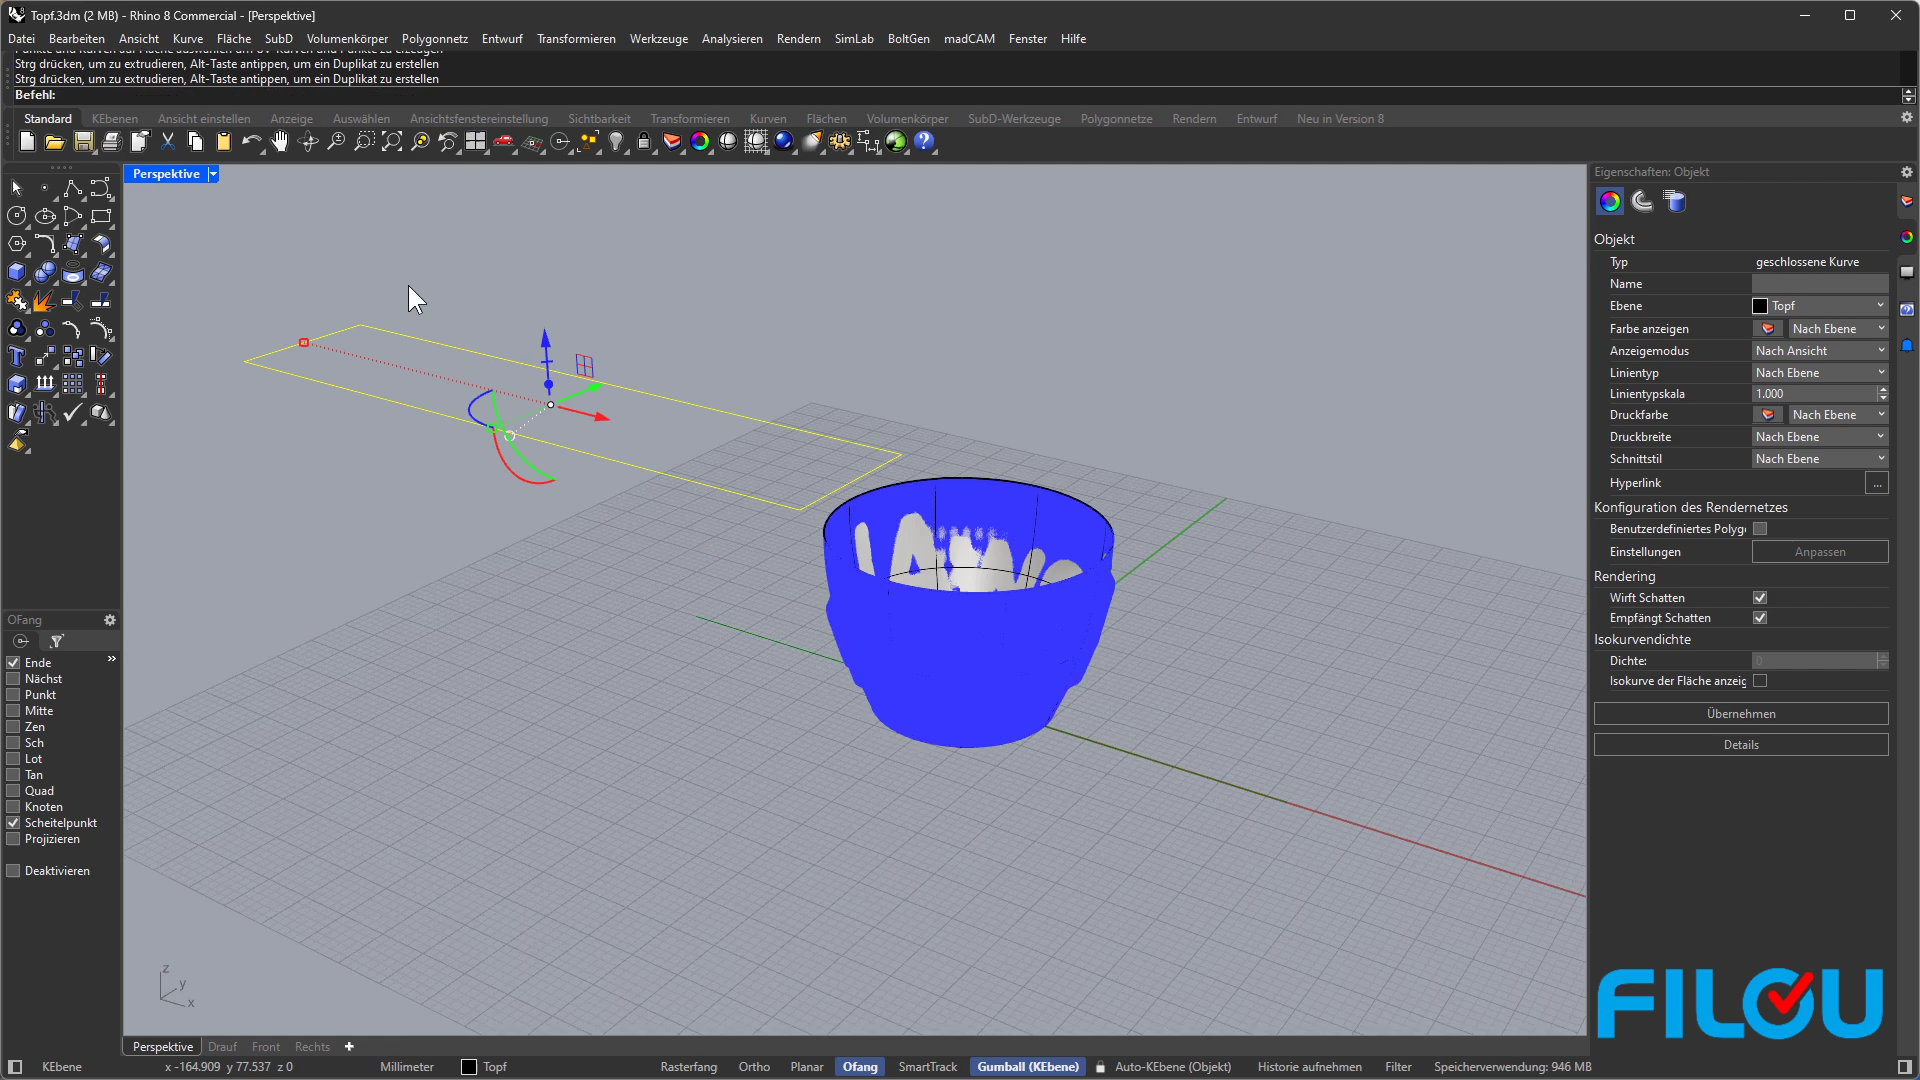 Topf.3dm (2 MB) - Rhino 8 Commercial - [Perspektive]
Datei Bearbeiten Ansicht Kurve Fläche SubD Volumenkörper Polygonnetz Entwurf Transformieren Werkzeuge Analysieren Rendern SimLab BoltGen madCAM Fenster Hilfe
Strg drücken, um zu extrudieren, Alt-Taste antippen, um ein Duplikat zu erstellen
Strg drücken, um zu extrudieren, Alt-Taste antippen, um ein Duplikat zu erstellen
Befehl:
Standard KEbenen Ansicht einstellen Anzeige Auswählen Ansichtsfenstereinstellung Sichtbarkeit Transformieren Kurven Flächen Volumenkörper SubD-Werkzeuge Polygonnetze Rendern Entwurf Neu in Version 8
Perspektive
Eigenschaften: Objekt
Objekt
Typ geschlossene Kurve
Name
Ebene Topf
Farbe anzeigen Nach Ebene
Anzeigemodus Nach Ansicht
Linientyp Nach Ebene
Linientypskala 1.000
Druckfarbe Nach Ebene
Druckbreite Nach Ebene
Schnittstil Nach Ebene
Hyperlink ...
Konfiguration des Rendernetzes
Benutzerdefiniertes Polyg
Einstellungen Anpassen
Rendering
Wirft Schatten
Empfängt Schatten
Isokurvendichte
Dichte: 0
Isokurve der Fläche anzeig
Übernehmen
Details
OFang
Ende
Nächst
Punkt
Mitte
Zen
Sch
Lot
Tan
Quad
Knoten
Scheitelpunkt
Projizieren
Deaktivieren
z
y
x
FILOU
Perspektive Drauf Front Rechts
KEbene x -164.909 y 77.537 z 0 Millimeter Topf Rasterfang Ortho Planar Ofang SmartTrack Gumball (KEbene) Auto-KEbene (Objekt) Historie aufnehmen Filter Speicherverwendung: 946 MB